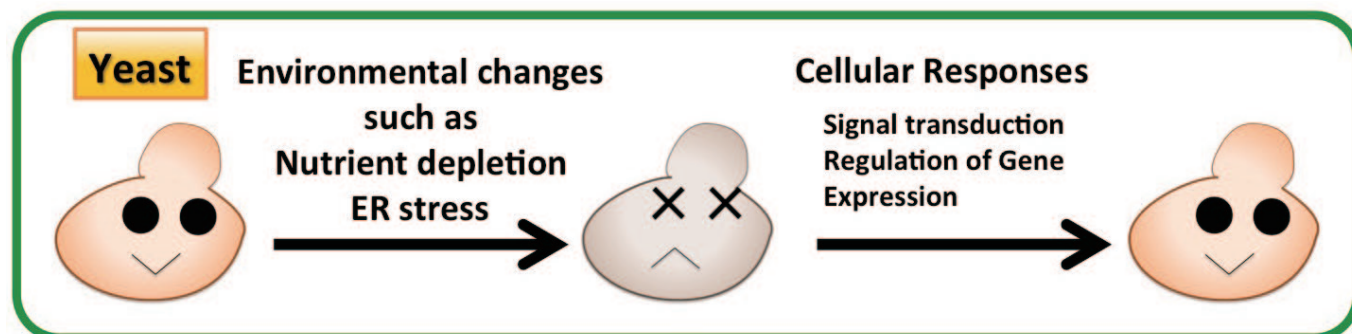 Yeast
Environmental changes
such as
Nutrient depletion
ER stress
Cellular Responses
Signal transduction
Regulation of Gene
Expression